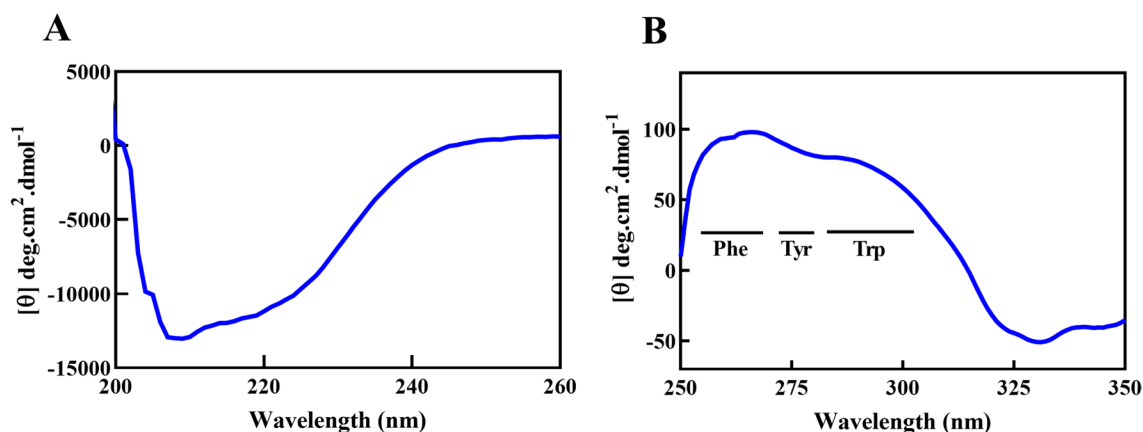 A
[θ] deg.cm².dmol⁻¹
5000
0
-5000
-10000
-15000
200
220
240
260
Wavelength (nm)
B
[θ] deg.cm².dmol⁻¹
100
50
0
-50
Phe
Tyr
Trp
250
275
300
325
350
Wavelength (nm)